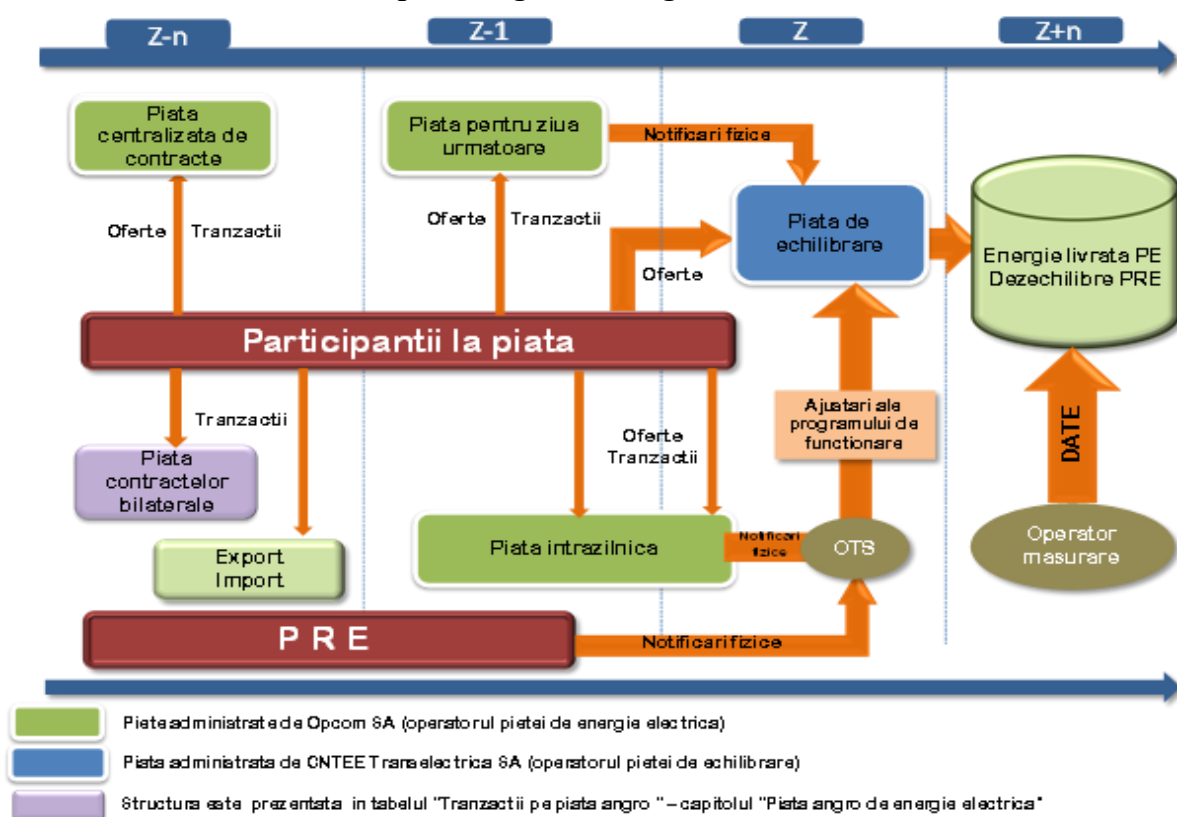 Z-n
Z-1
Z
Z+n
Piata
centralizata de
contracte
Piata pentru ziua
urmatoare
Notificari fizice
Oferte
Tranzactii
Oferte
Tranzactii
Piata de
echilibrare
Oferte
Energie livrata PE
Dezechilibre PRE
Participantii la piata
Tranzactii
Oferte
Tranzactii
Ajustari ale
programului de
functionare
DATE
Piata
contractelor
bilaterale
Export
Import
Piata intrazilnica
Notificari
fizice
OTS
Operator
masurare
P R E
Notificari fizice
Piete administrate de Opcom SA (operatorul pietei de energie electrica)
Piata administrata de CNTEE Transelectrica SA (operatorul pietei de echilibrare)
Structura este prezentata in tabelul "Tranzactii pe piata angro " – capitolul "Piata angro de energie electrica"